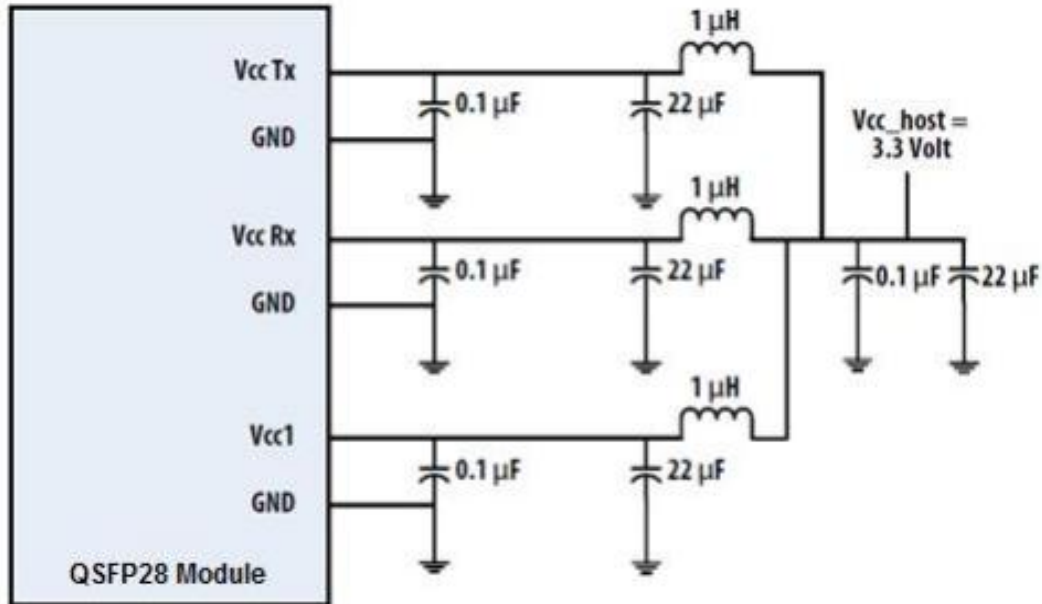 1 μH
Vcc Tx
0.1 μF
22 μF
GND
Vcc_host =
3.3 Volt
1 μH
Vcc Rx
0.1 μF
22 μF
0.1 μF
22 μF
GND
1 μH
Vcc1
0.1 μF
22 μF
GND
QSFP28 Module